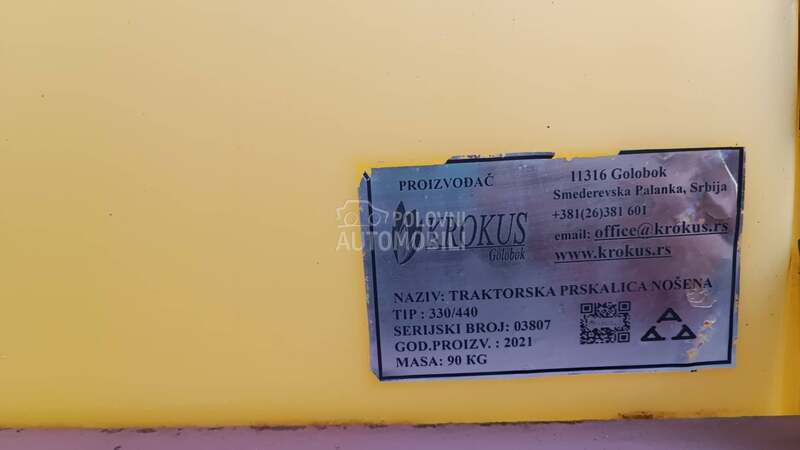 PROIZVOĐAČ
KROKUS
Golobok
11316 Golobok
Smederevska Palanka, Srbija
+381(26)381 601
email: office@krokus.rs
www.krokus.rs
NAZIV: TRAKTORSKA PRSKALICA NOŠENA
TIP : 330/440
SERIJSKI BROJ: 03807
GOD.PROIZV. : 2021
MASA: 90 KG
POLOVNI
AUTOMOBILI